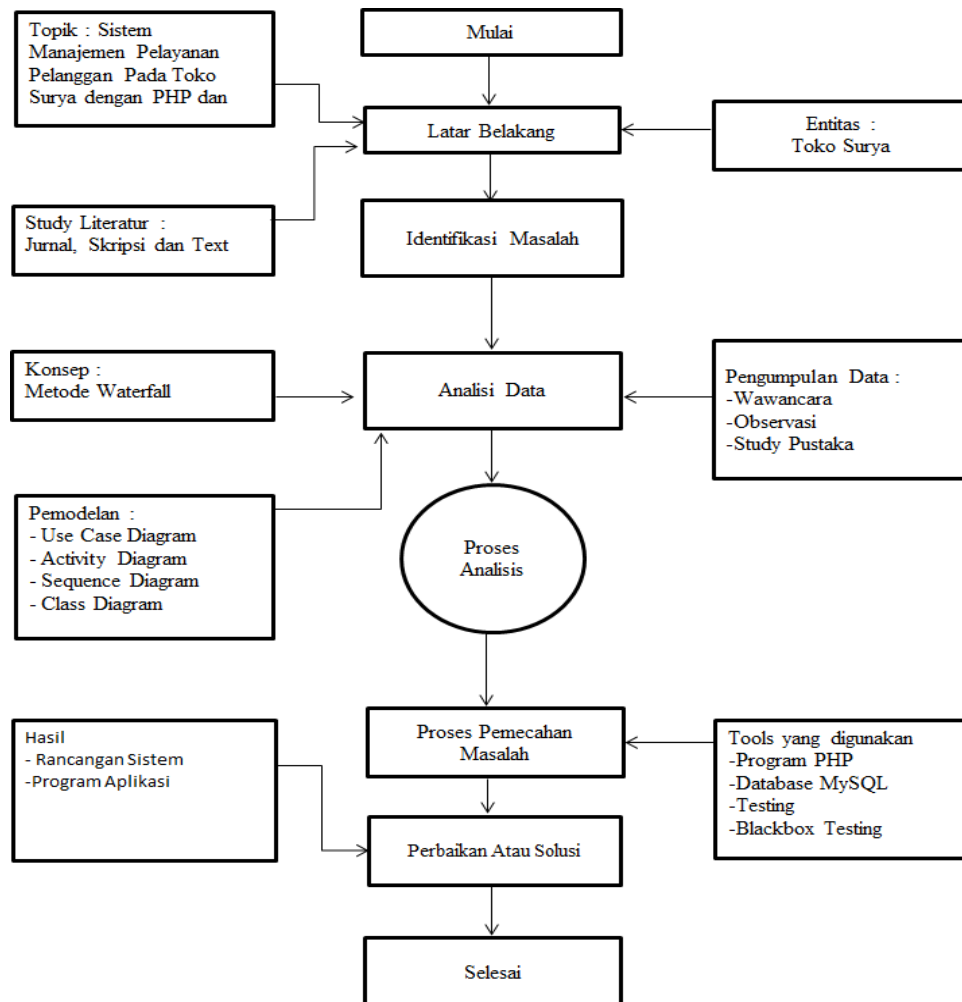 Topik : Sistem
Manajemen Pelayanan
Pelanggan Pada Toko
Surya dengan PHP dan
Mulai
Latar Belakang
Entitas :
Toko Surya
Study Literatur :
Jurnal, Skripsi dan Text
Identifikasi Masalah
Konsep :
Metode Waterfall
Analisi Data
Pengumpulan Data :
-Wawancara
-Observasi
-Study Pustaka
Pemodelan :
- Use Case Diagram
- Activity Diagram
- Sequence Diagram
- Class Diagram
Proses
Analisis
Hasil
- Rancangan Sistem
-Program Aplikasi
Proses Pemecahan
Masalah
Tools yang digunakan
-Program PHP
-Database MySQL
-Testing
-Blackbox Testing
Perbaikan Atau Solusi
Selesai